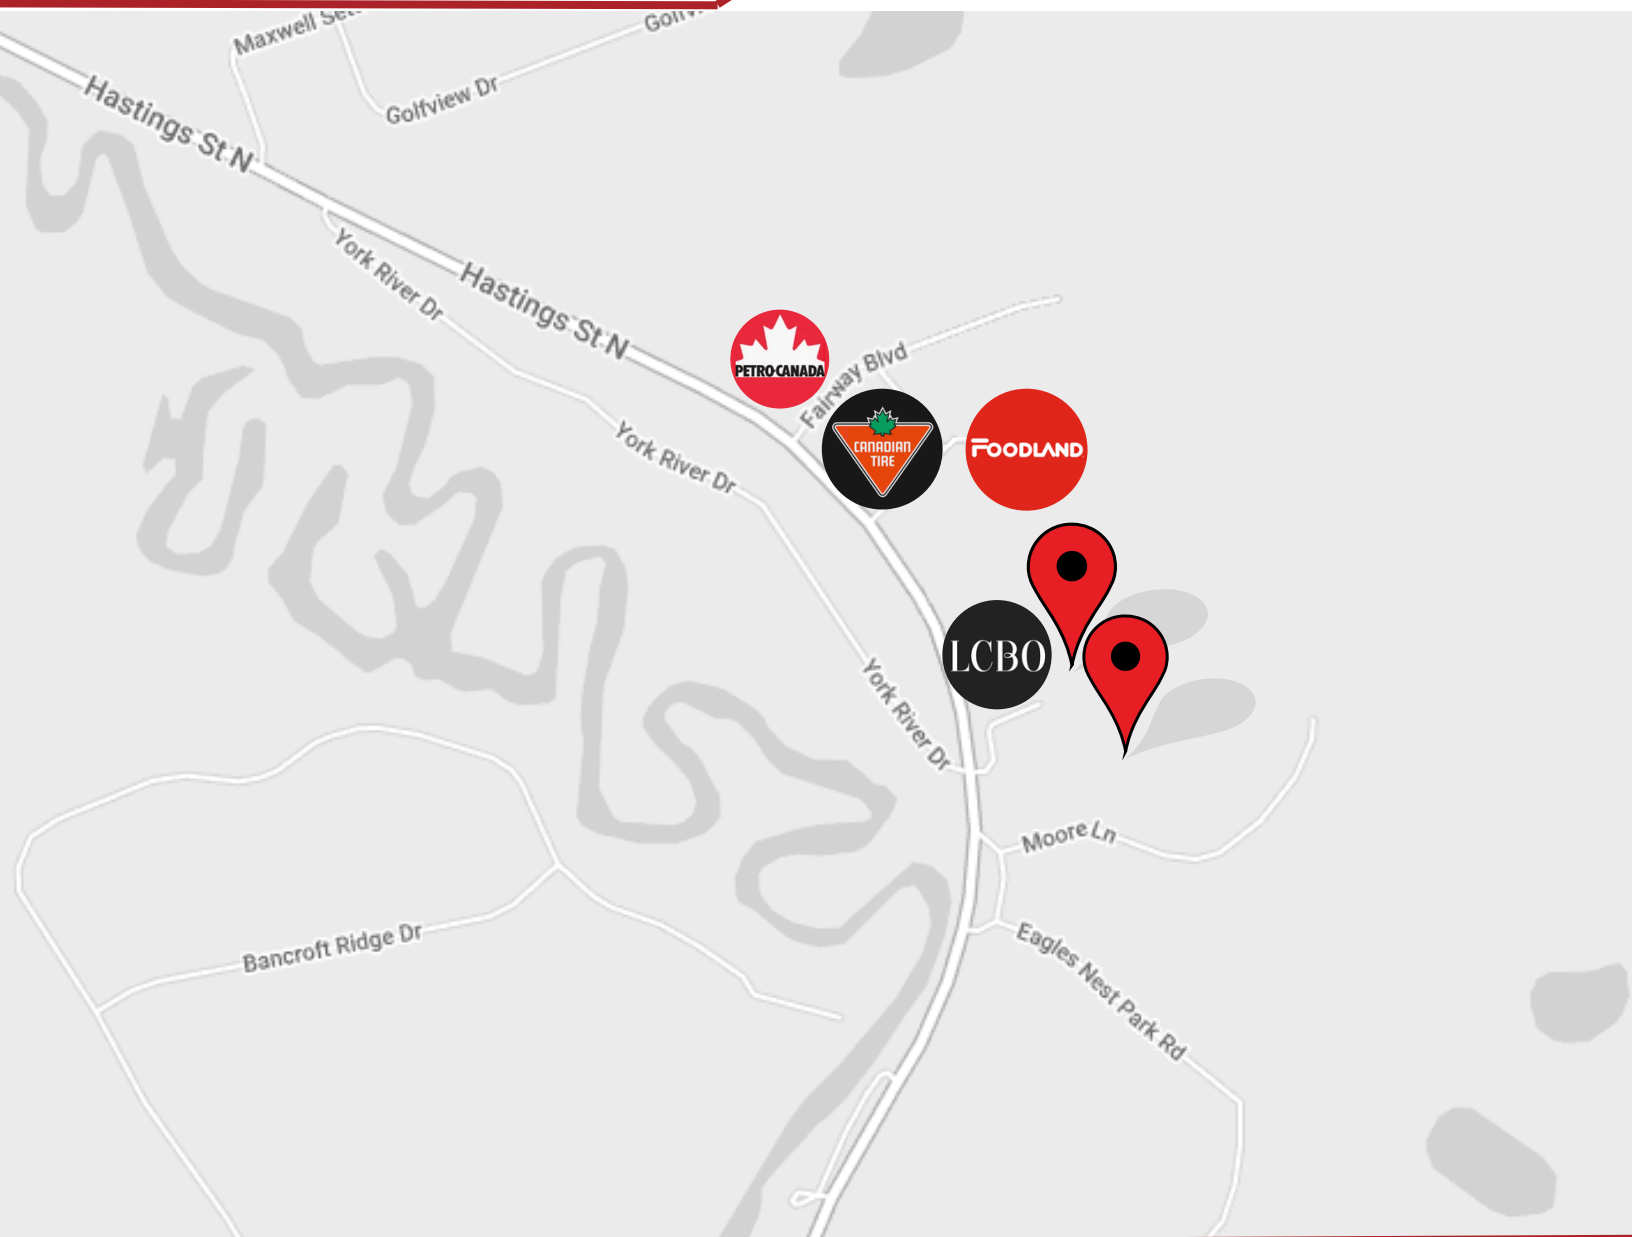 Maxwell
Golfview Dr
Hastings St N
York River Dr
Hastings St N
PETRO-CANADA
Fairway Blvd
CANADIAN
TIRE
FOODLAND
York River Dr
LCBO
York River Dr
Moore Ln
Bancroft Ridge Dr
Eagles Nest Park Rd